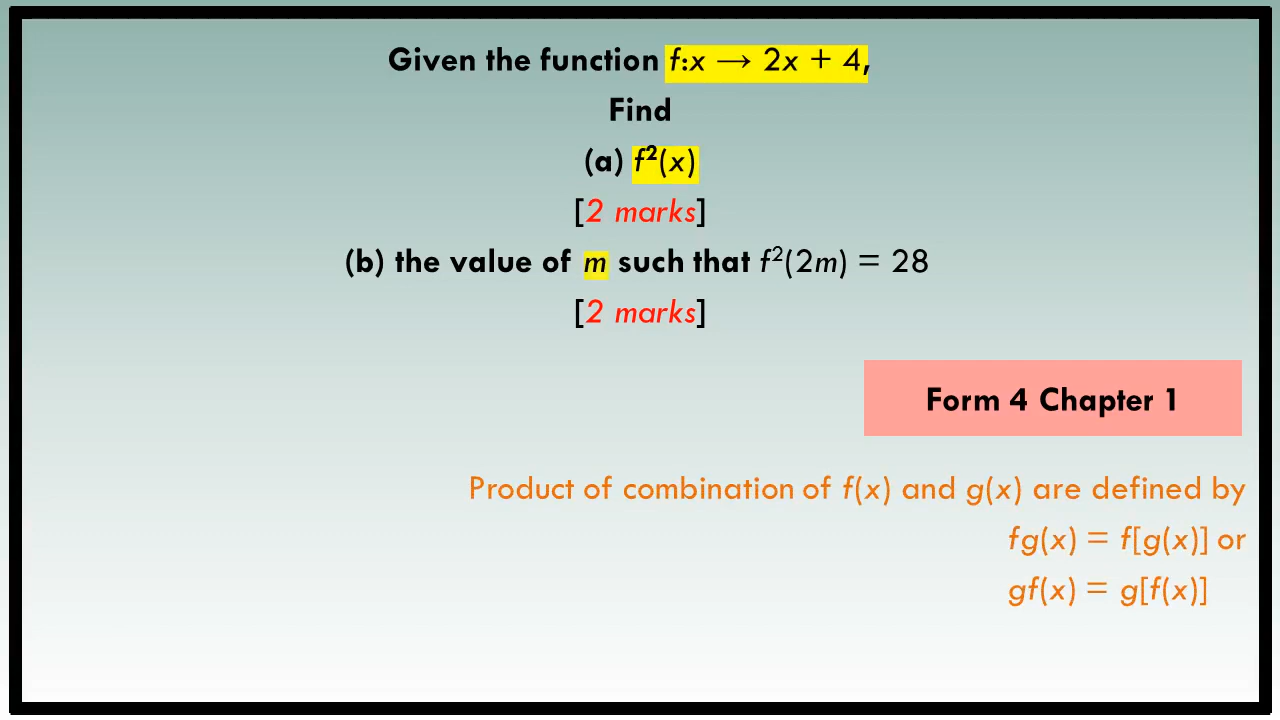 Given the function f:x → 2x + 4,
Find
(a) f²(x)
[2 marks]
(b) the value of m such that f²(2m) = 28
[2 marks]
Form 4 Chapter 1
Product of combination of f(x) and g(x) are defined by
fg(x) = f[g(x)] or
gf(x) = g[f(x)]